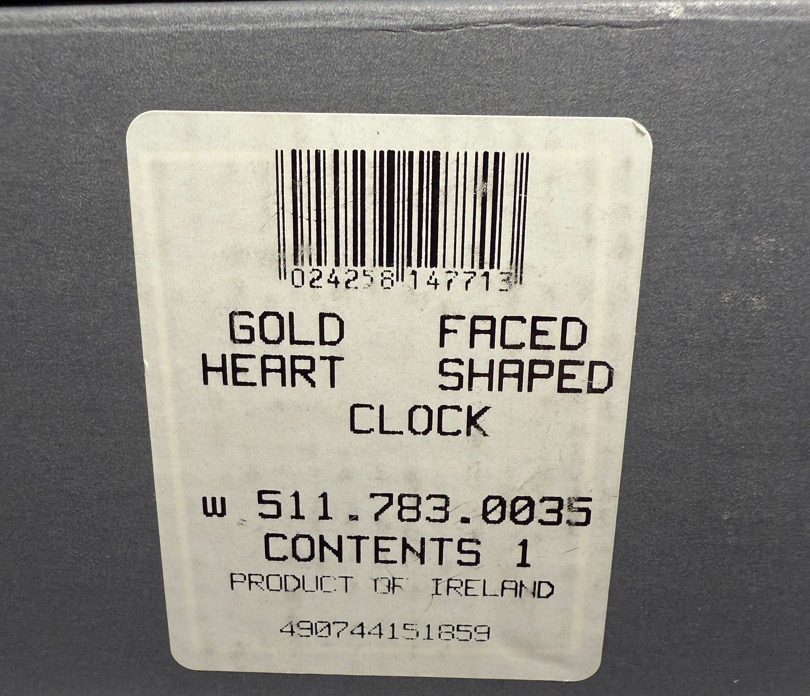 024258 147713
GOLD FACED
HEART SHAPED
CLOCK
w 511.783.0035
CONTENTS 1
PRODUCT OF IRELAND
490744151859